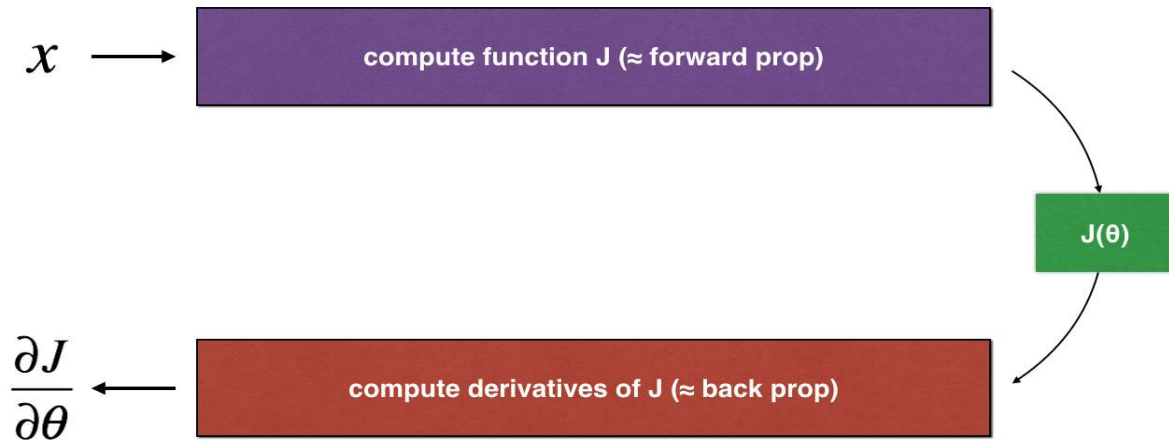 x
compute function J (≈ forward prop)
J(θ)
∂J
∂θ
compute derivatives of J (≈ back prop)